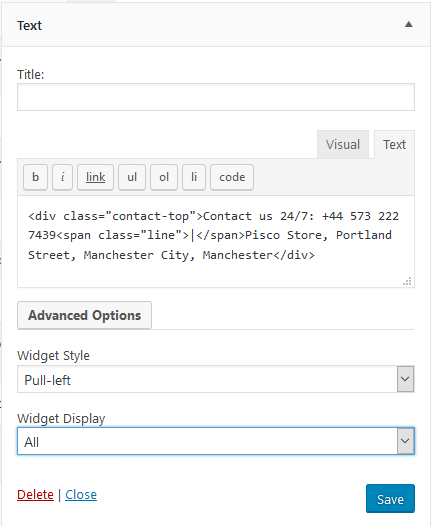 Text
Title:
Visual Text
b i link ul ol li code
<div class="contact-top">Contact us 24/7: +44 573 222
7439<span class="line">|</span>Pisco Store, Portland
Street, Manchester City, Manchester</div>
Advanced Options
Widget Style
Pull-left
Widget Display
All
Delete | Close
Save